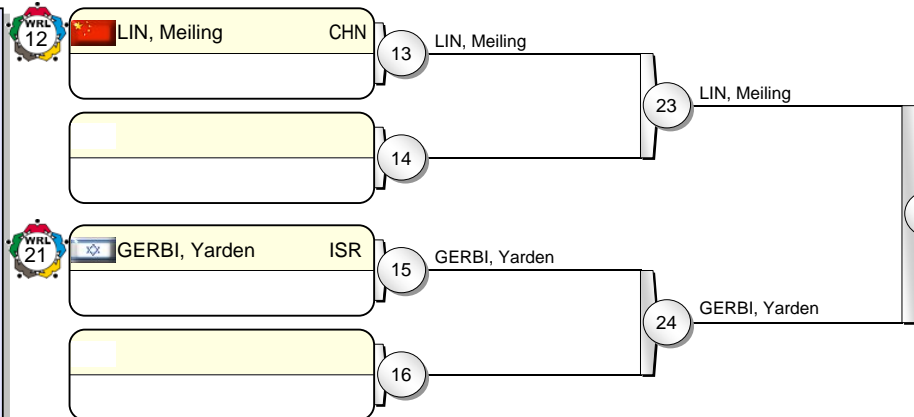 WRL
12
LIN, Meiling CHN
13
LIN, Meiling
23
LIN, Meiling
14
WRL
21
GERBI, Yarden ISR
15
GERBI, Yarden
24
GERBI, Yarden
16